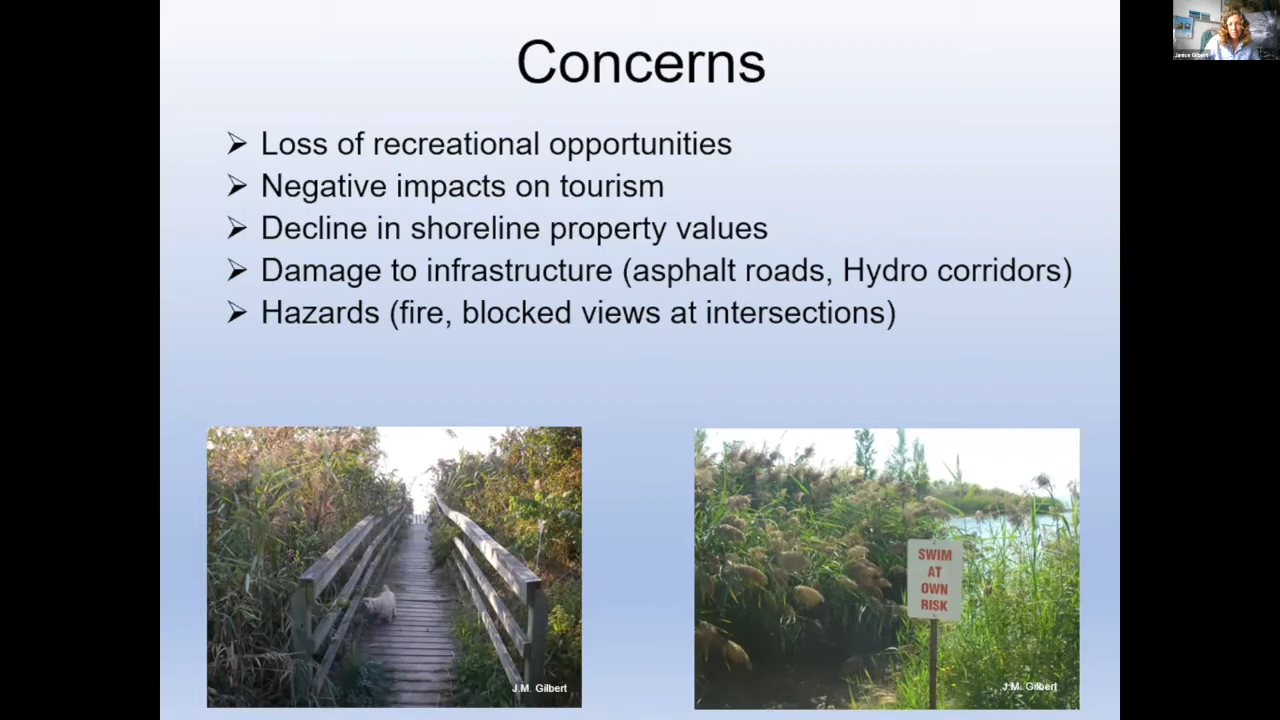 Concerns
Loss of recreational opportunities
Negative impacts on tourism
Decline in shoreline property values
Damage to infrastructure (asphalt roads, Hydro corridors)
Hazards (fire, blocked views at intersections)
SWIM
AT
OWN
RISK
J.M. Gilbert
J.M. Gilbert
Janice Gilbert